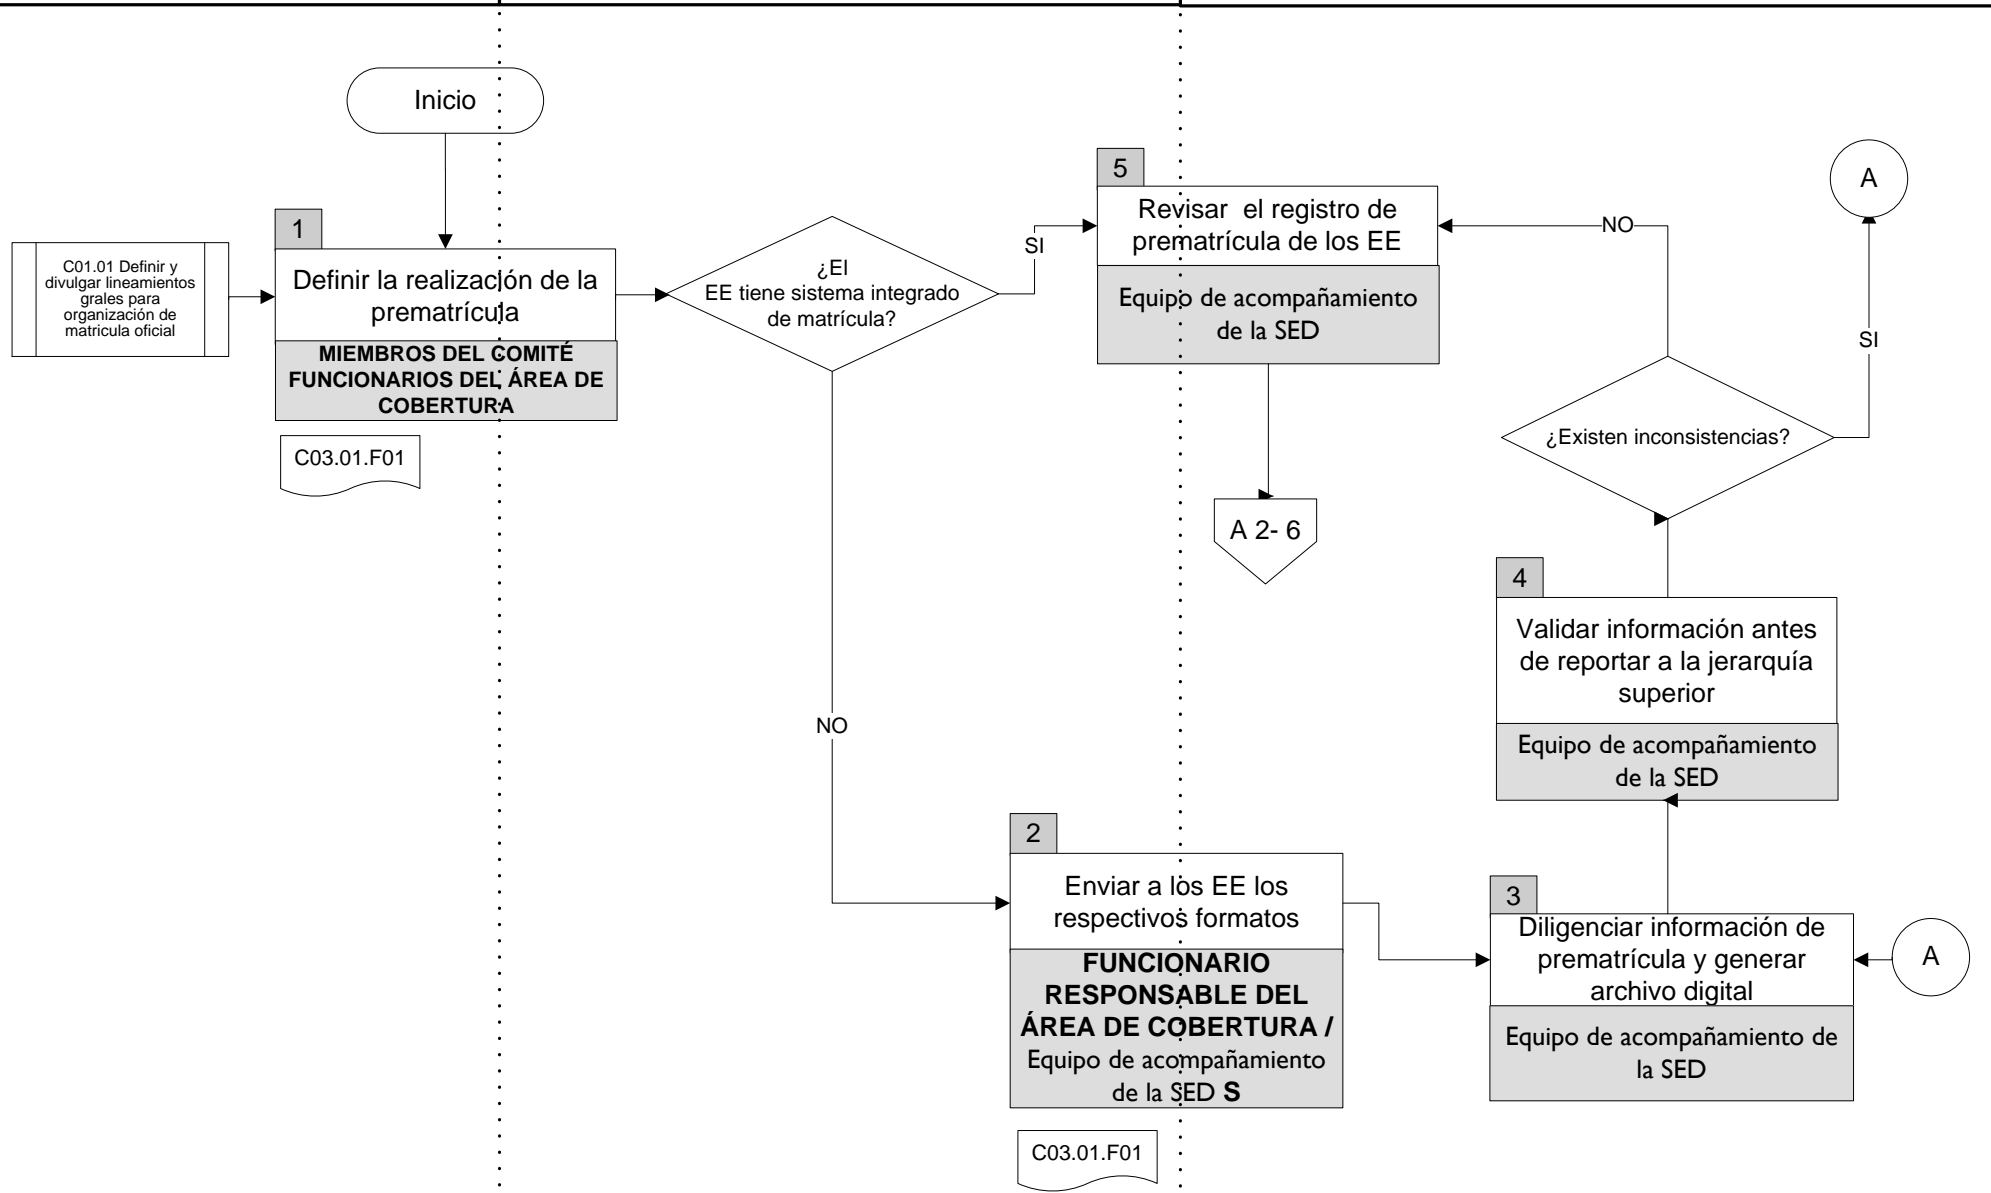 Inicio
1
C01.01 Definir y
divulgar lineamientos
grales para
organización de
matricula oficial
Definir la realización de la
prematrícula
MIEMBROS DEL COMITÉ
FUNCIONARIOS DEL ÁREA DE
COBERTURA
C03.01.F01
¿El
EE tiene sistema integrado
de matrícula?
SI
NO
5
Revisar el registro de
prematrícula de los EE
Equipo de acompañamiento
de la SED
A 2- 6
NO
A
SI
¿Existen inconsistencias?
4
Validar información antes
de reportar a la jerarquía
superior
Equipo de acompañamiento
de la SED
2
Enviar a los EE los
respectivos formatos
FUNCIONARIO
RESPONSABLE DEL
ÁREA DE COBERTURA /
Equipo de acompañamiento
de la SED S
C03.01.F01
3
Diligenciar información de
prematrícula y generar
archivo digital
Equipo de acompañamiento de
la SED
A